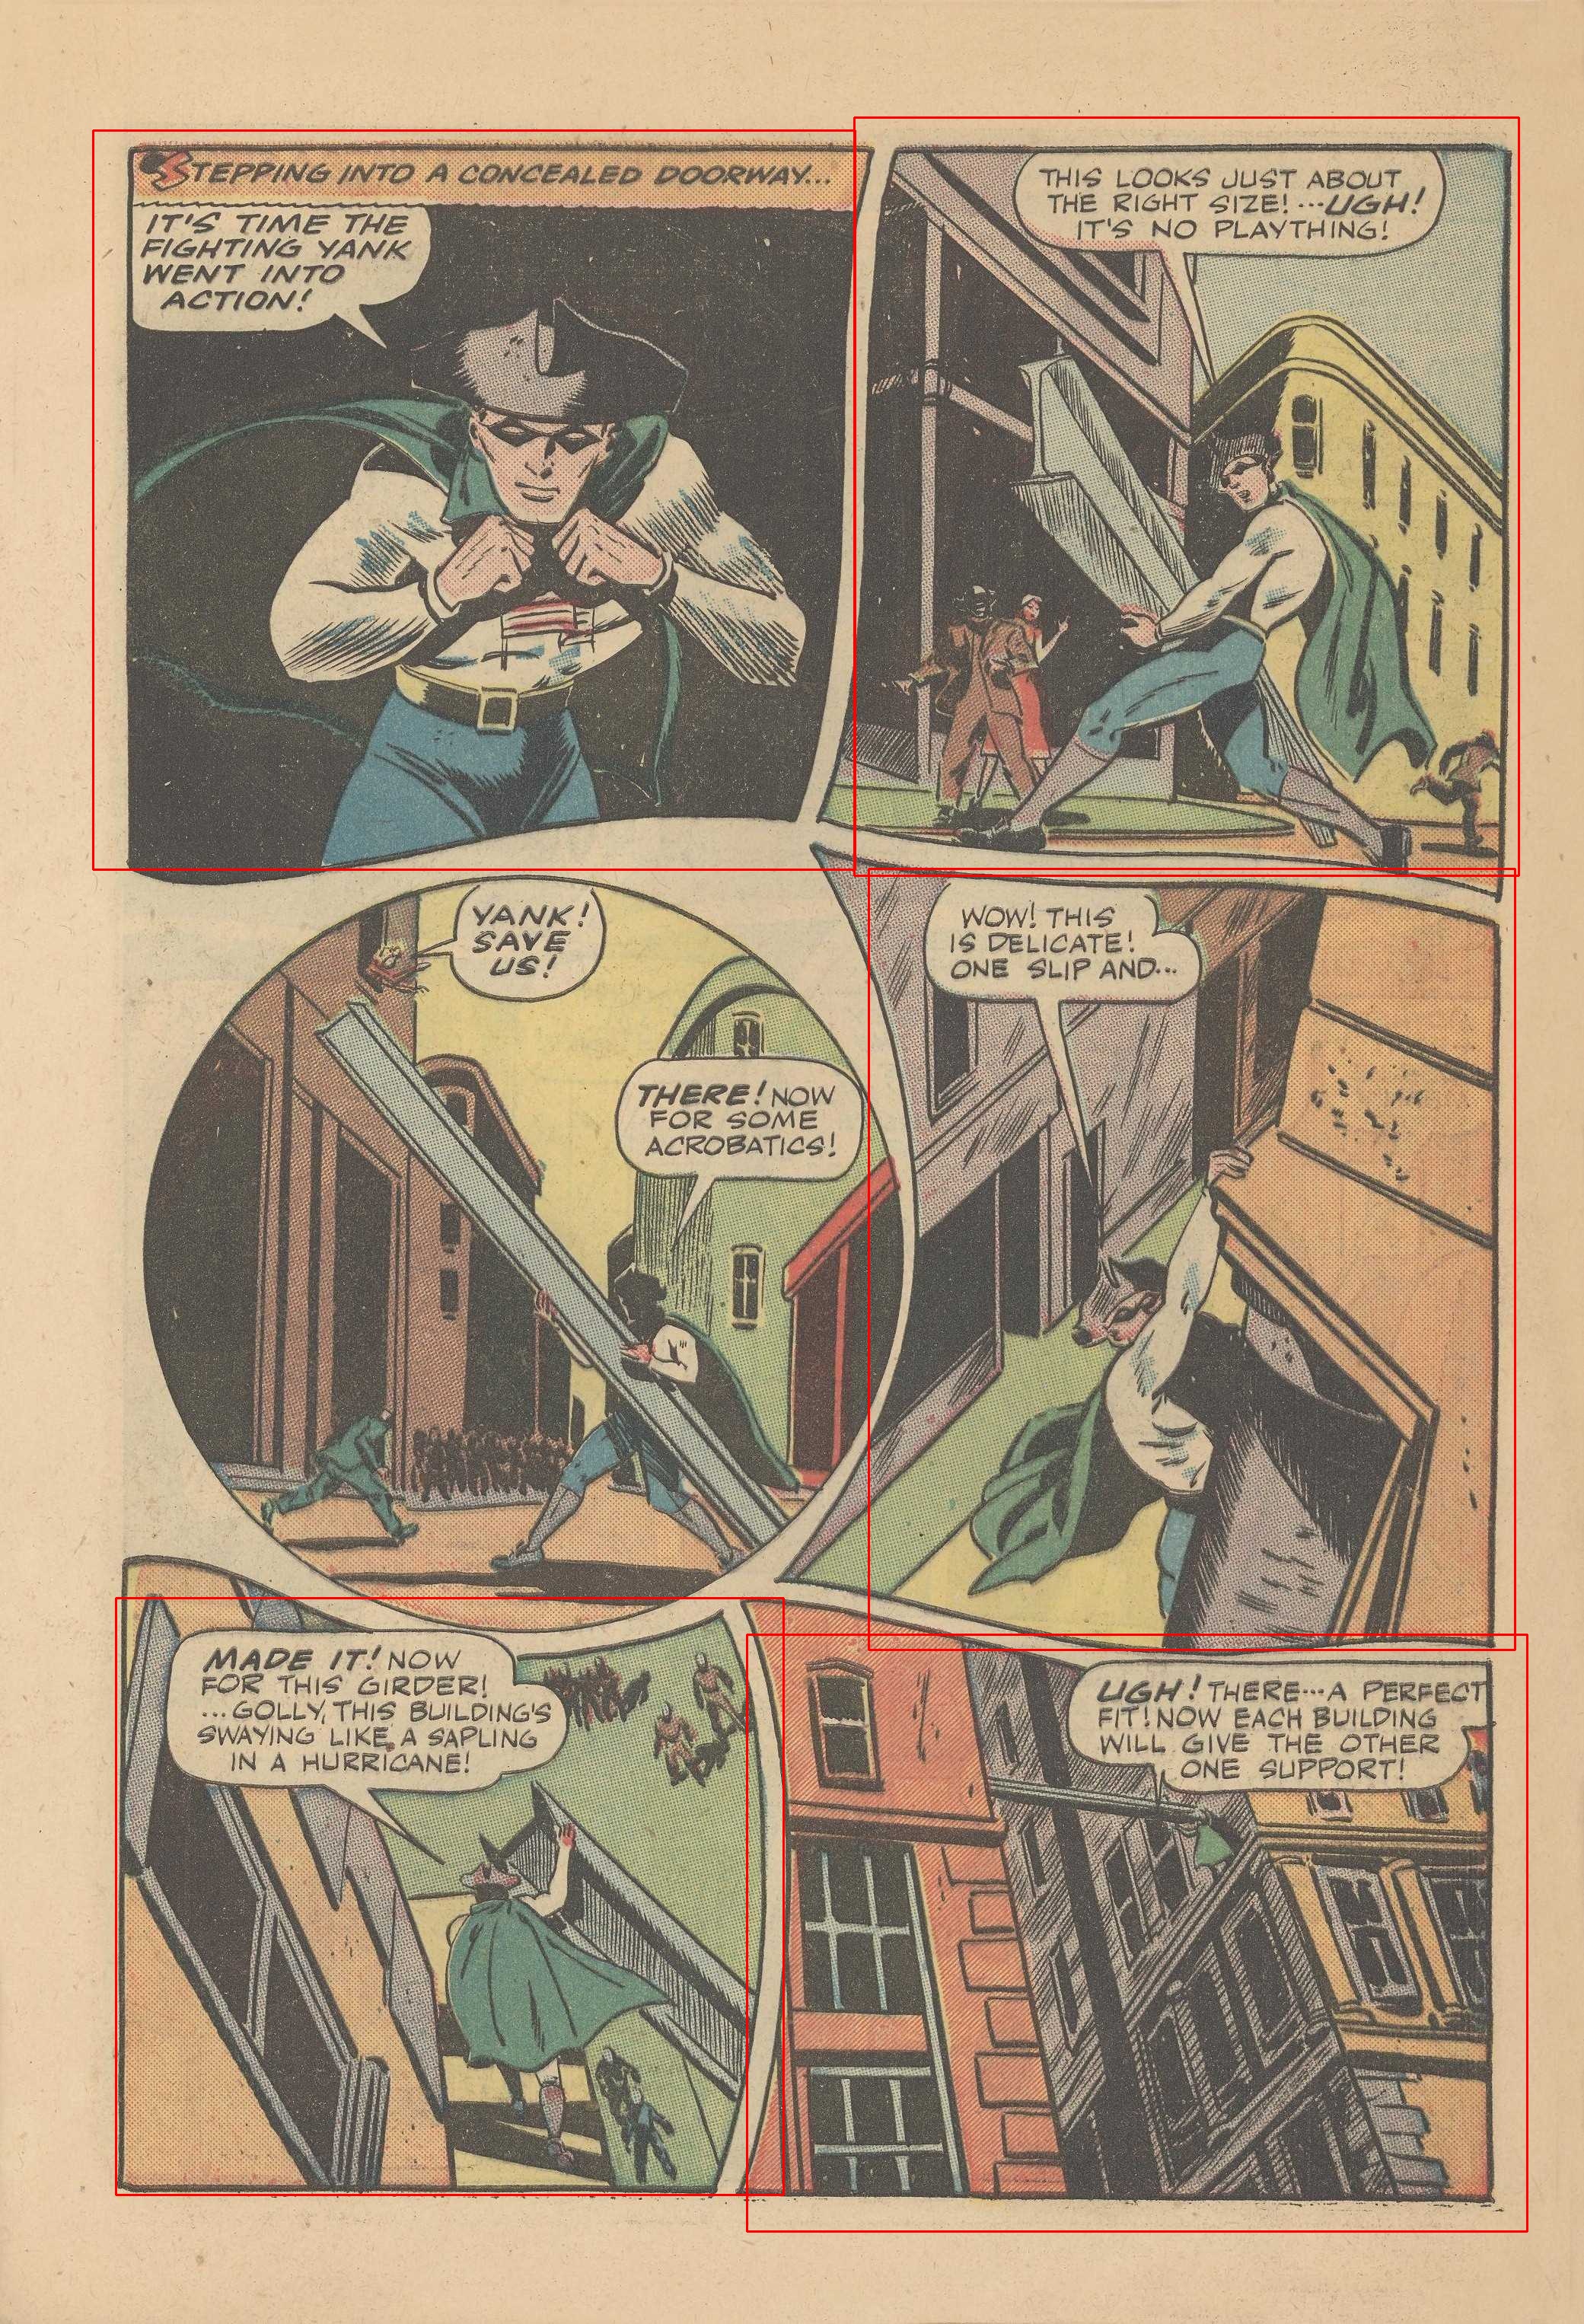 STEPPING INTO A CONCEALED DOORWAY...
IT'S TIME THE
FIGHTING YANK
WENT INTO
ACTION!
THIS LOOKS JUST ABOUT
THE RIGHT SIZE! ...UGH!
IT'S NO PLAYTHING!
YANK!
SAVE
US!
THERE! NOW
FOR SOME
ACROBATICS!
WOW! THIS
IS DELICATE!
ONE SLIP AND...
MADE IT! NOW
FOR THIS GIRDER!
...GOLLY, THIS BUILDING'S
SWAYING LIKE A SAPLING
IN A HURRICANE!
UGH! THERE...A PERFECT
FIT! NOW EACH BUILDING
WILL GIVE THE OTHER
ONE SUPPORT!